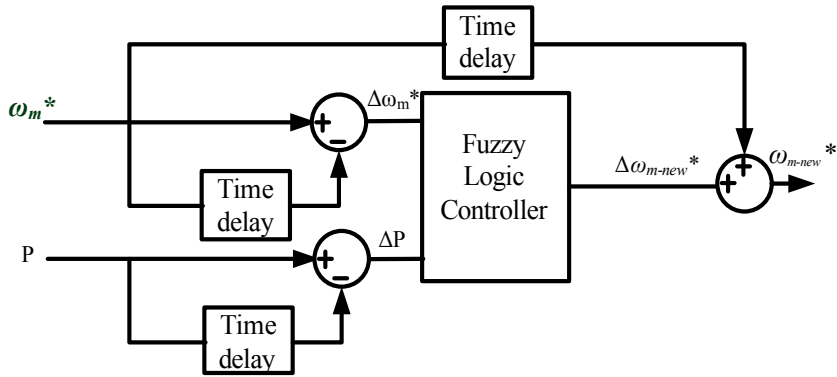 Time
delay
ωm*
+
−
Δωm*
Fuzzy
Logic
Controller
Δωm-new*
+
+
ωm-new*
Time
delay
P
+
−
ΔP
Time
delay